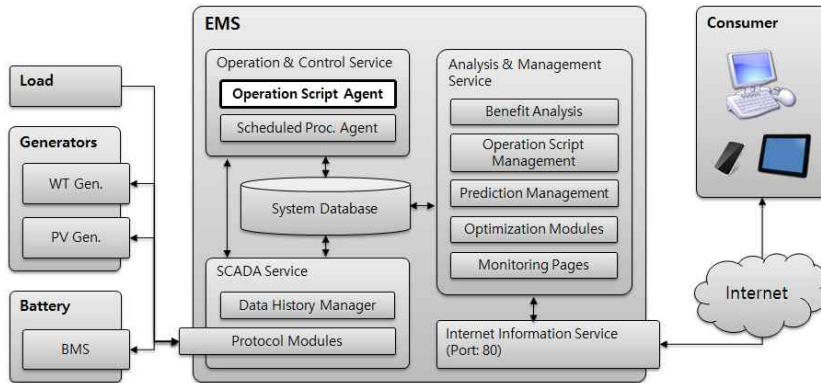 EMS
Consumer
Operation & Control Service
Operation Script Agent
Scheduled Proc. Agent
Analysis & Management
Service
Benefit Analysis
Operation Script
Management
Prediction Management
Optimization Modules
Monitoring Pages
Load
Generators
WT Gen.
PV Gen.
System Database
SCADA Service
Data History Manager
Protocol Modules
Battery
BMS
Internet Information Service
(Port: 80)
Internet